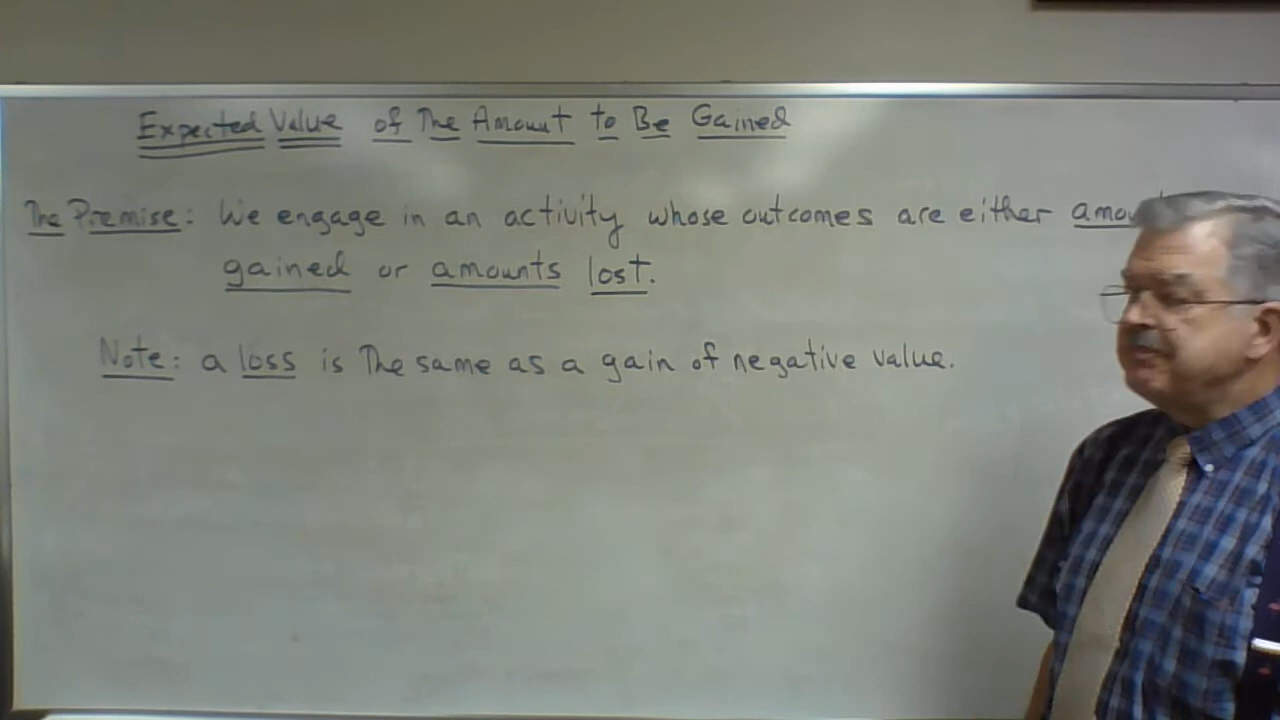 Expected Value of The Amount to Be Gained
The Premise: We engage in an activity whose outcomes are either
gained or amounts lost.
Note: a loss is The same as a gain of negative value.